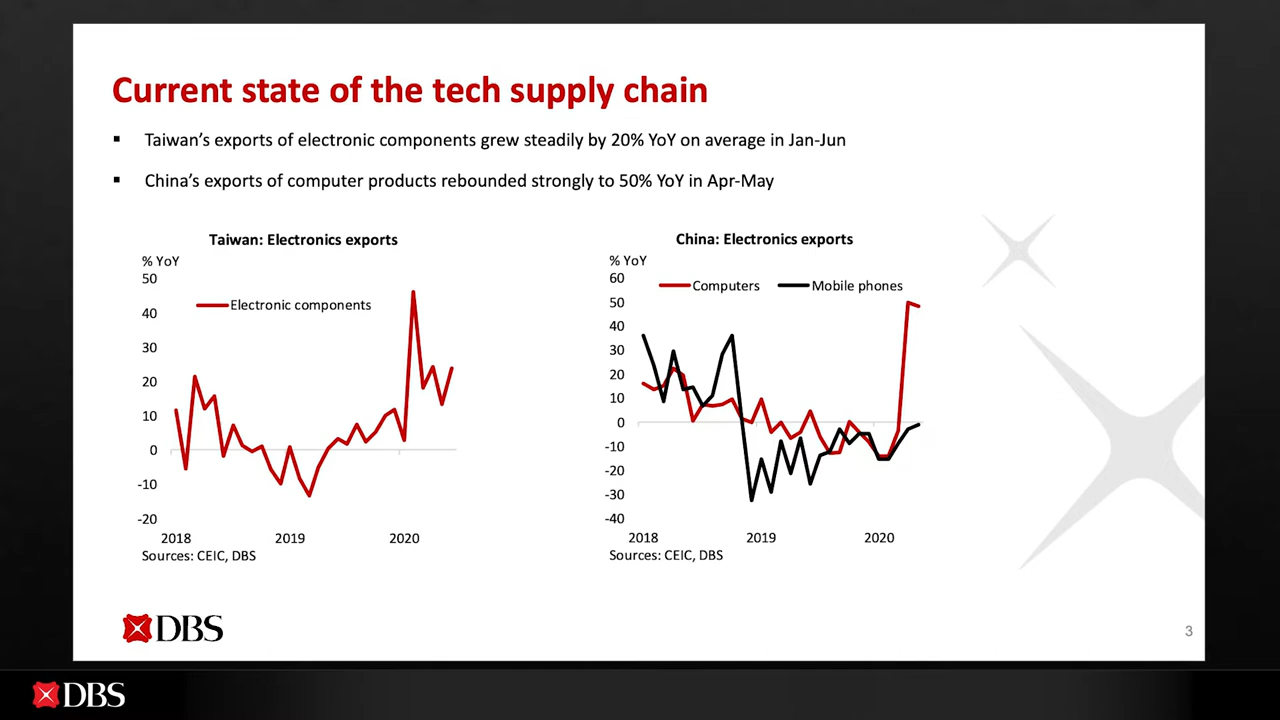 Current state of the tech supply chain
▪ Taiwan's exports of electronic components grew steadily by 20% YoY on average in Jan-Jun
▪ China's exports of computer products rebounded strongly to 50% YoY in Apr-May
Taiwan: Electronics exports
% YoY
50
40
30
20
10
0
-10
-20
Electronic components
2018 2019 2020
Sources: CEIC, DBS
China: Electronics exports
% YoY
60
50
40
30
20
10
0
-10
-20
-30
-40
Computers Mobile phones
2018 2019 2020
Sources: CEIC, DBS
DBS
3
DBS